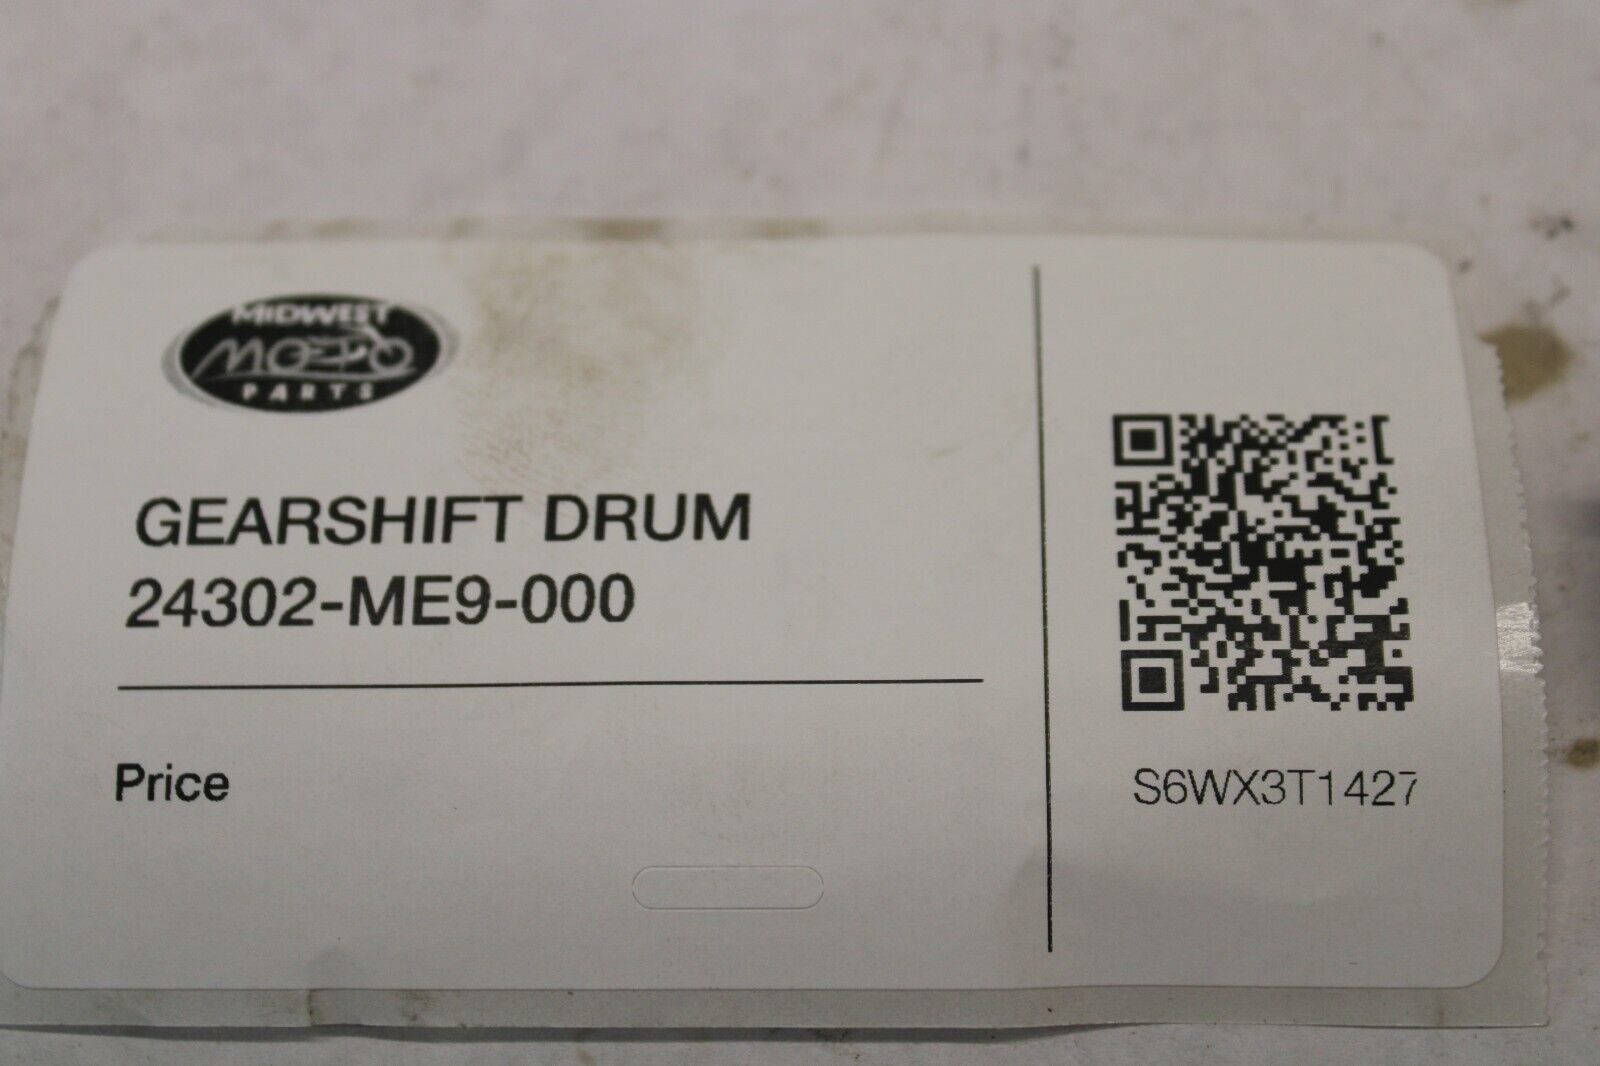 MIDWEST
MOTO
PARTS
GEARSHIFT DRUM
24302-ME9-000
Price
S6WX3T1427